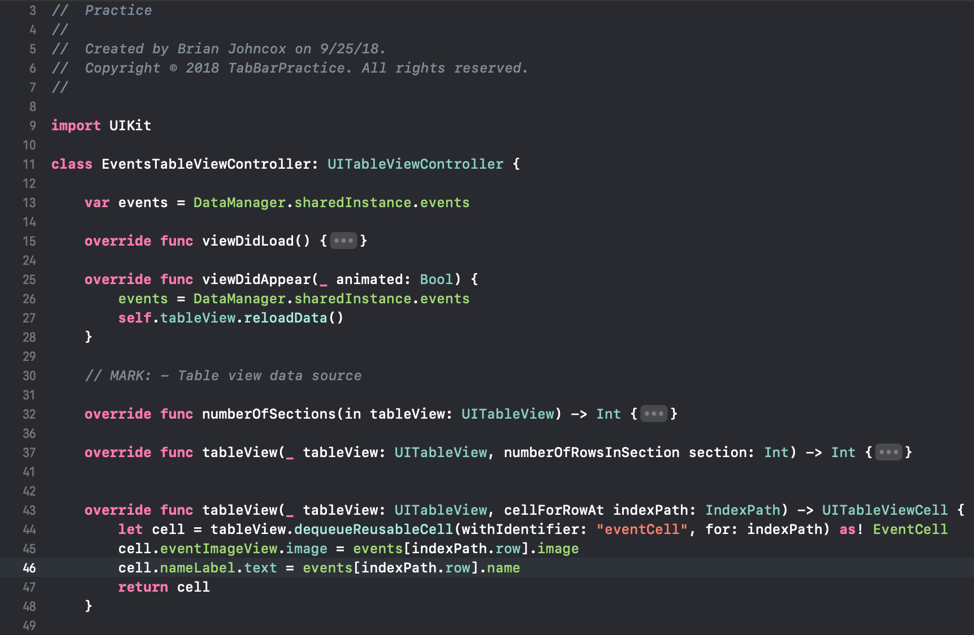 3 //  Practice
4 //
5 //  Created by Brian Johncox on 9/25/18.
6 //  Copyright © 2018 TabBarPractice. All rights reserved.
7 //
8
9 import UIKit
10
11 class EventsTableViewController: UITableViewController {
12
13     var events = DataManager.sharedInstance.events
14
15     override func viewDidLoad() {•••}
24
25     override func viewDidAppear(_ animated: Bool) {
26         events = DataManager.sharedInstance.events
27         self.tableView.reloadData()
28     }
29
30     // MARK: - Table view data source
31
32     override func numberOfSections(in tableView: UITableView) -> Int {•••}
36
37     override func tableView(_ tableView: UITableView, numberOfRowsInSection section: Int) -> Int {•••}
41
42
43     override func tableView(_ tableView: UITableView, cellForRowAt indexPath: IndexPath) -> UITableViewCell {
44         let cell = tableView.dequeueReusableCell(withIdentifier: "eventCell", for: indexPath) as! EventCell
45         cell.eventImageView.image = events[indexPath.row].image
46         cell.nameLabel.text = events[indexPath.row].name
47         return cell
48     }
49